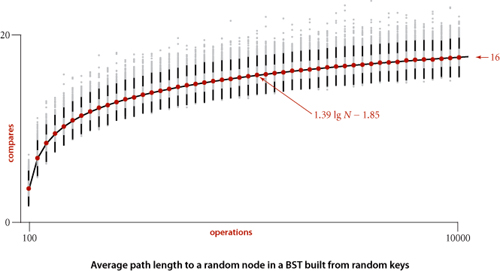 20
16
1.39 lg N – 1.85
compares
0
100
operations
10000
Average path length to a random node in a BST built from random keys